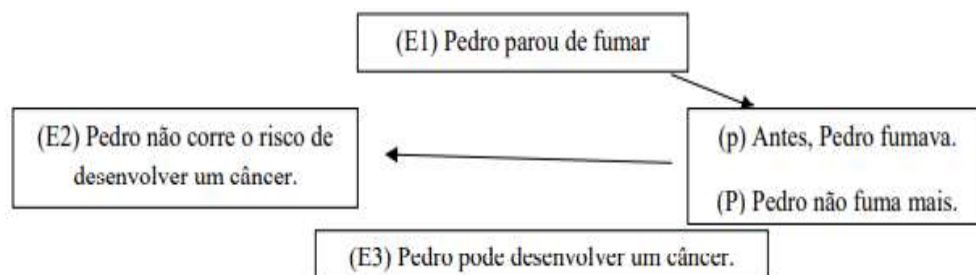 (E1) Pedro parou de fumar
(E2) Pedro não corre o risco de
desenvolver um câncer.
(p) Antes, Pedro fumava.
(P) Pedro não fuma mais.
(E3) Pedro pode desenvolver um câncer.